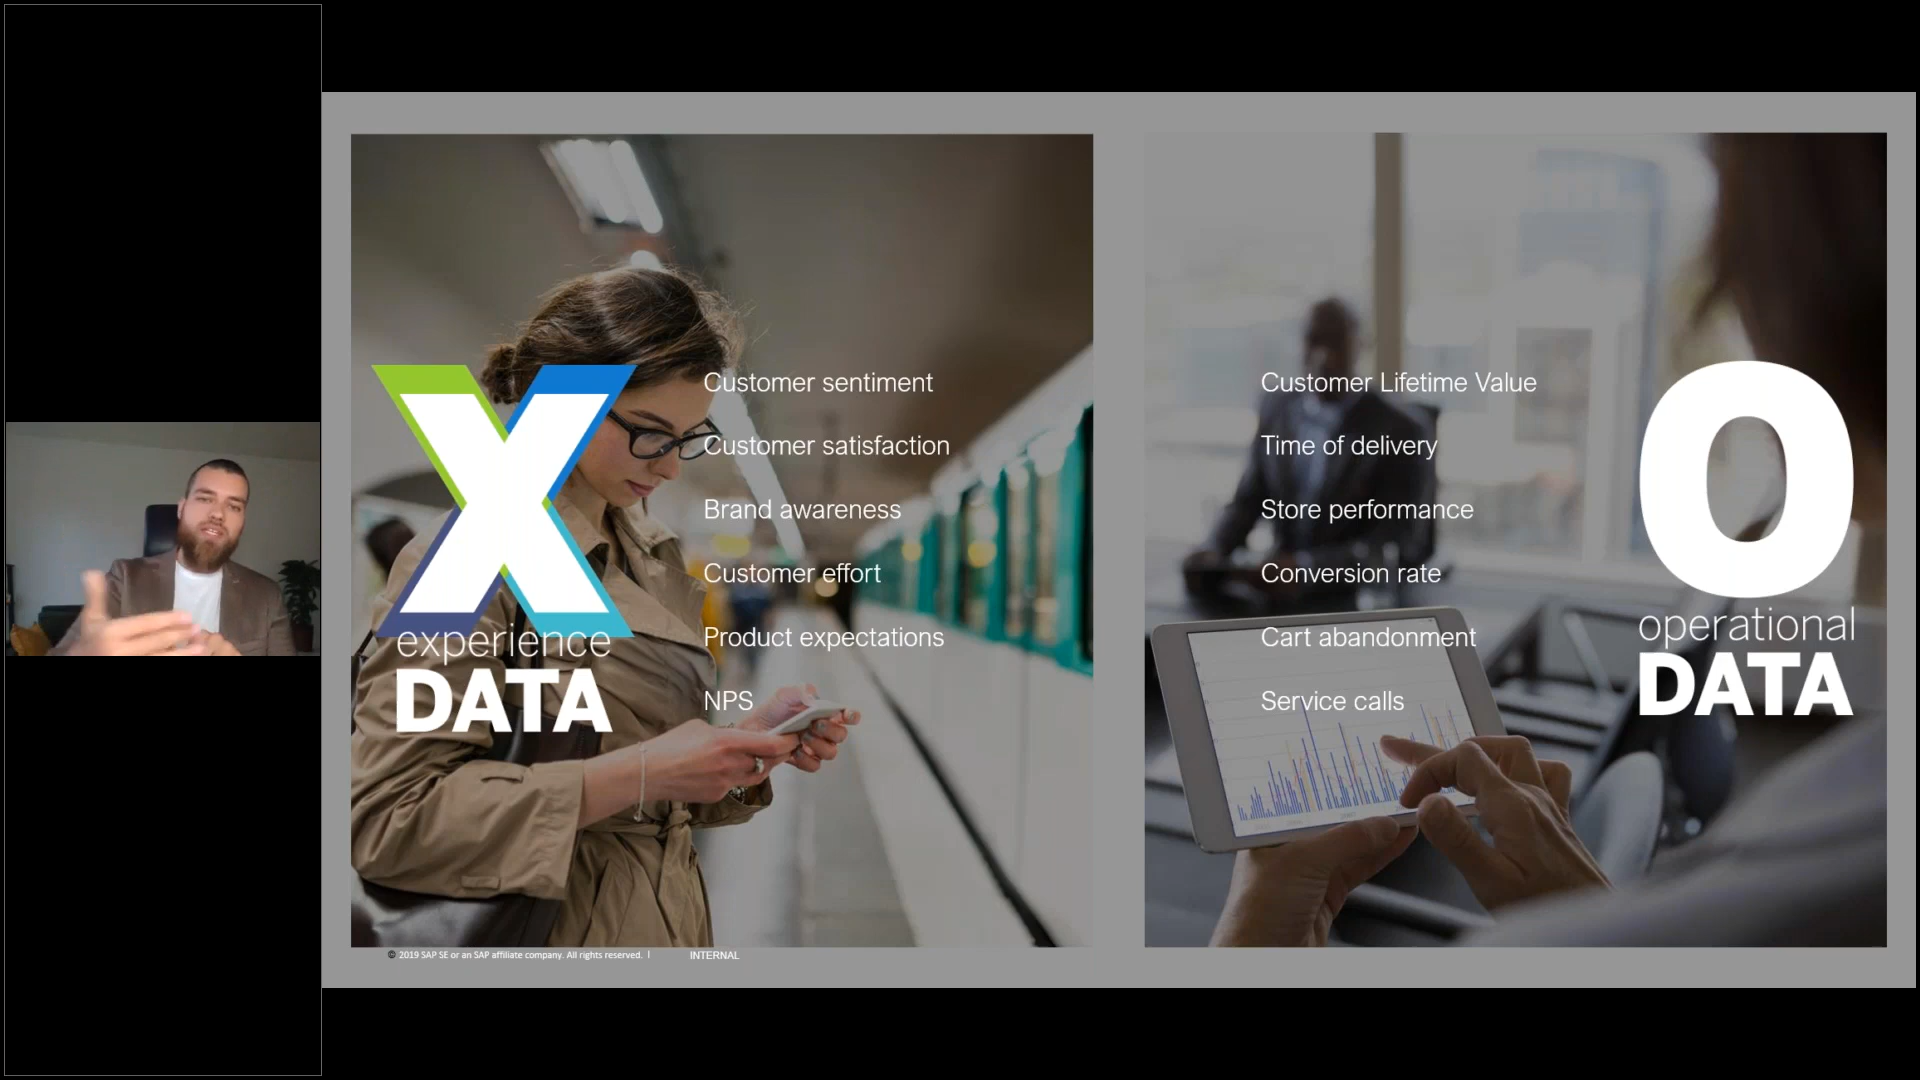 X
experience
DATA
Customer sentiment
Customer satisfaction
Brand awareness
Customer effort
Product expectations
NPS
Customer Lifetime Value
Time of delivery
Store performance
Conversion rate
Cart abandonment
Service calls
O
operational
DATA
© 2019 SAP SE or an SAP affiliate company. All rights reserved. | INTERNAL